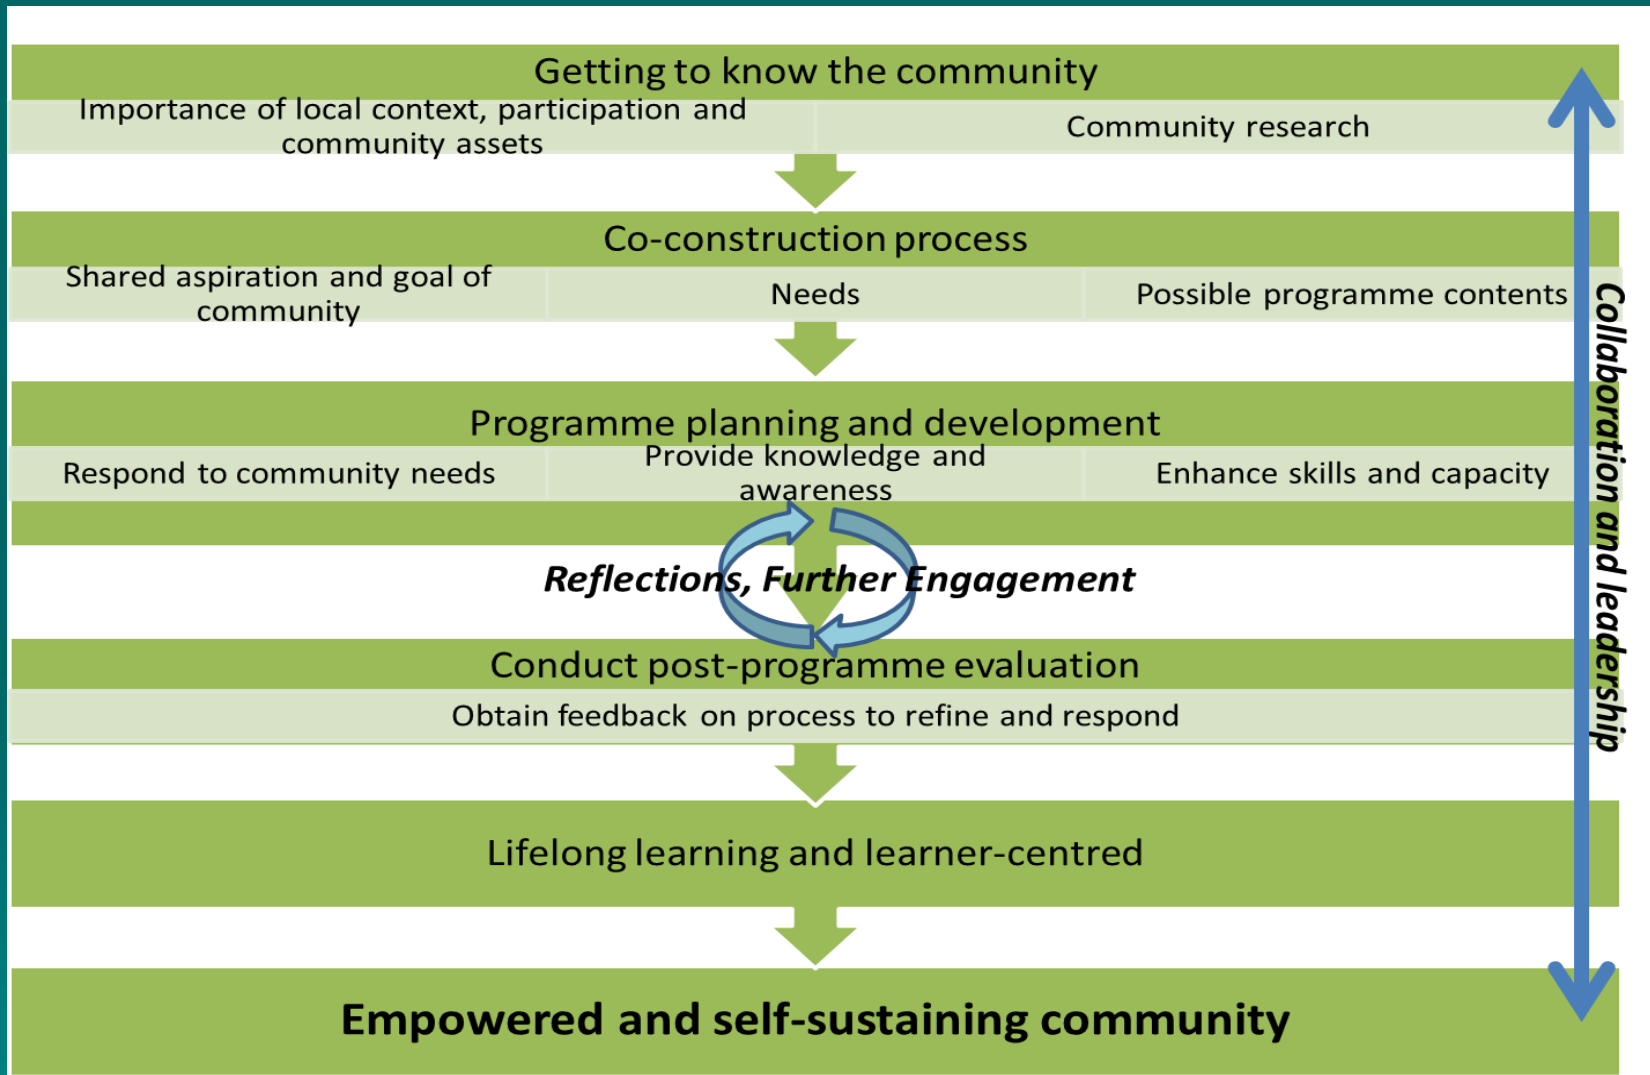 Getting to know the community
Importance of local context, participation and
community assets
Community research
Co-construction process
Shared aspiration and goal of
community
Needs
Possible programme contents
Programme planning and development
Respond to community needs
Provide knowledge and
awareness
Enhance skills and capacity
Reflections, Further Engagement
Conduct post-programme evaluation
Obtain feedback on process to refine and respond
Lifelong learning and learner-centred
Empowered and self-sustaining community
Collaboration and leadership